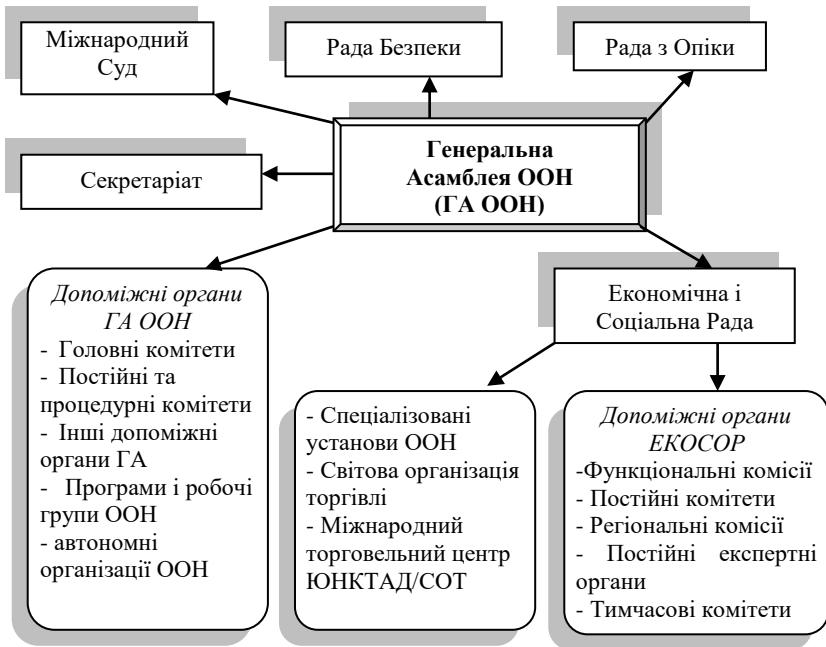 Міжнародний
Суд
Рада Безпеки
Рада з Опіки
Генеральна
Асамблея ООН
(ГА ООН)
Секретаріат
Допоміжні органи
ГА ООН
- Головні комітети
- Постійні та
процедурні комітети
- Інші допоміжні
органи ГА
- Програми і робочі
групи ООН
- автономні
організації ООН
Економічна і
Соціальна Рада
- Спеціалізовані
установи ООН
- Світова організація
торгівлі
- Міжнародний
торговельний центр
ЮНКТАД/СОТ
Допоміжні органи
ЕКОСОР
-Функціональні комісії
- Постійні комітети
- Регіональні комісії
- Постійні експертні
органи
- Тимчасові комітети